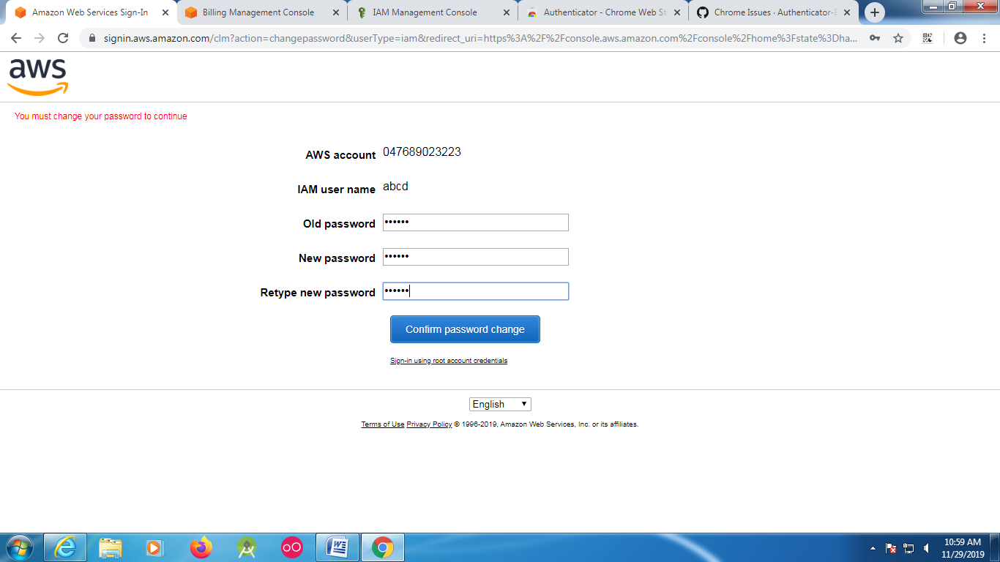 Amazon Web Services Sign-In
Billing Management Console
IAM Management Console
Authenticator - Chrome Web St
Chrome Issues · Authenticator-E
signin.aws.amazon.com/clm?action=changepassword&userType=iam&redirect_uri=https%3A%2F%2Fconsole.aws.amazon.com%2Fconsole%2Fhome%3Fstate%3Dha...
aws
You must change your password to continue
AWS account 047689023223
IAM user name abcd
Old password ••••••
New password ••••••
Retype new password ••••••
Confirm password change
Sign-in using root account credentials
English
Terms of Use Privacy Policy © 1996-2019, Amazon Web Services, Inc. or its affiliates.
10:59 AM
11/29/2019